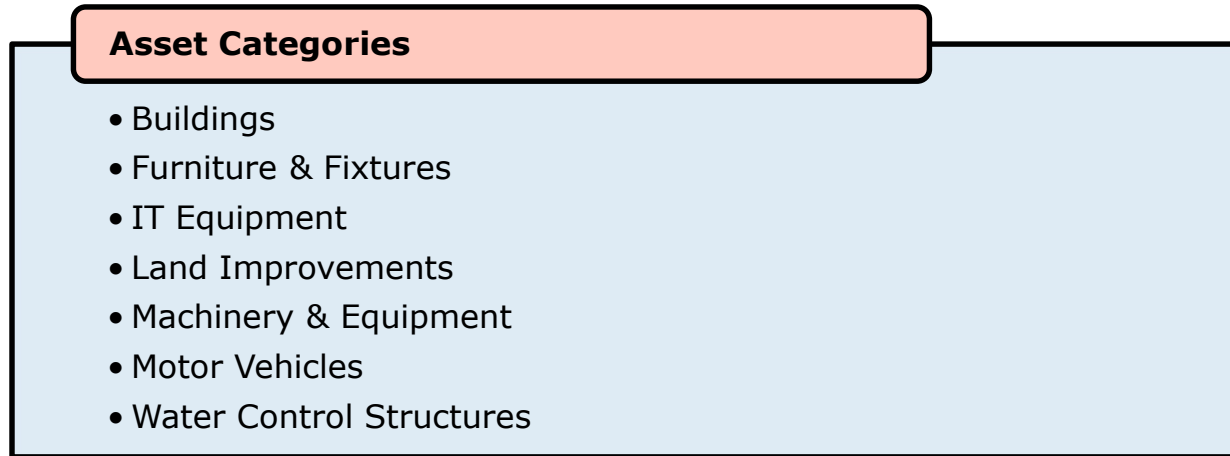 Asset Categories
• Buildings
• Furniture & Fixtures
• IT Equipment
• Land Improvements
• Machinery & Equipment
• Motor Vehicles
• Water Control Structures